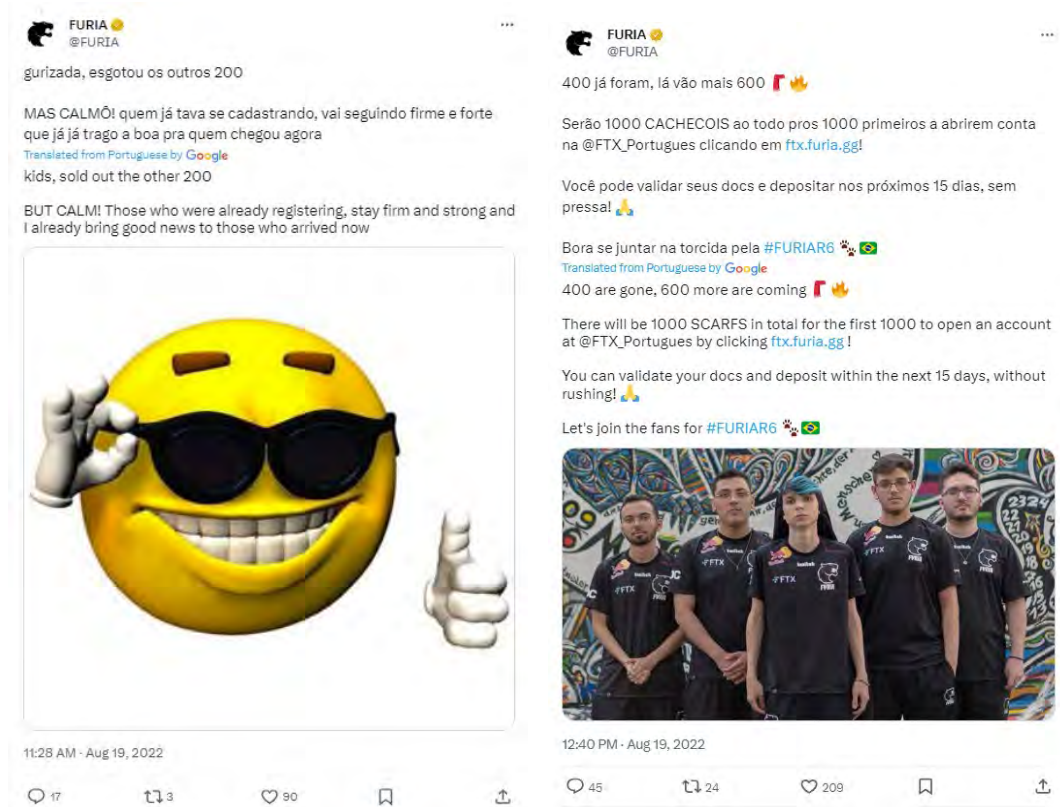 FURIA
@FURIA
gurizada, esgotou os outros 200
MAS CALMÔ! quem já tava se cadastrando, vai seguindo firme e forte
que já já trago a boa pra quem chegou agora
Translated from Portuguese by Google
kids, sold out the other 200
BUT CALM! Those who were already registering, stay firm and strong and
I already bring good news to those who arrived now
11:28 AM · Aug 19, 2022
17
3
90
FURIA
@FURIA
400 já foram, lá vão mais 600
Serão 1000 CACHECOIS ao todo pros 1000 primeiros a abrirem conta
na @FTX_Portugues clicando em ftx.furia.gg!
Você pode validar seus docs e depositar nos próximos 15 dias, sem
pressa!
Bora se juntar na torcida pela #FURIAR6
Translated from Portuguese by Google
400 are gone, 600 more are coming
There will be 1000 SCARFS in total for the first 1000 to open an account
at @FTX_Portugues by clicking ftx.furia.gg !
You can validate your docs and deposit within the next 15 days, without
rushing!
Let's join the fans for #FURIAR6
twitch
FTX
FURIA
12:40 PM · Aug 19, 2022
45
24
209